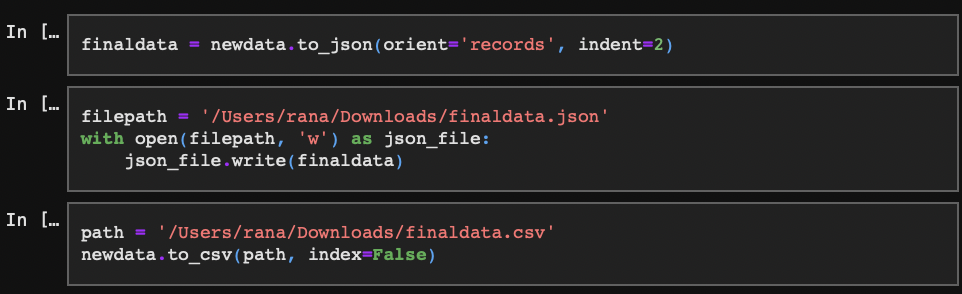 In […
finaldata = newdata.to_json(orient='records', indent=2)
In […
filepath = '/Users/rana/Downloads/finaldata.json'
with open(filepath, 'w') as json_file:
    json_file.write(finaldata)
In […
path = '/Users/rana/Downloads/finaldata.csv'
newdata.to_csv(path, index=False)